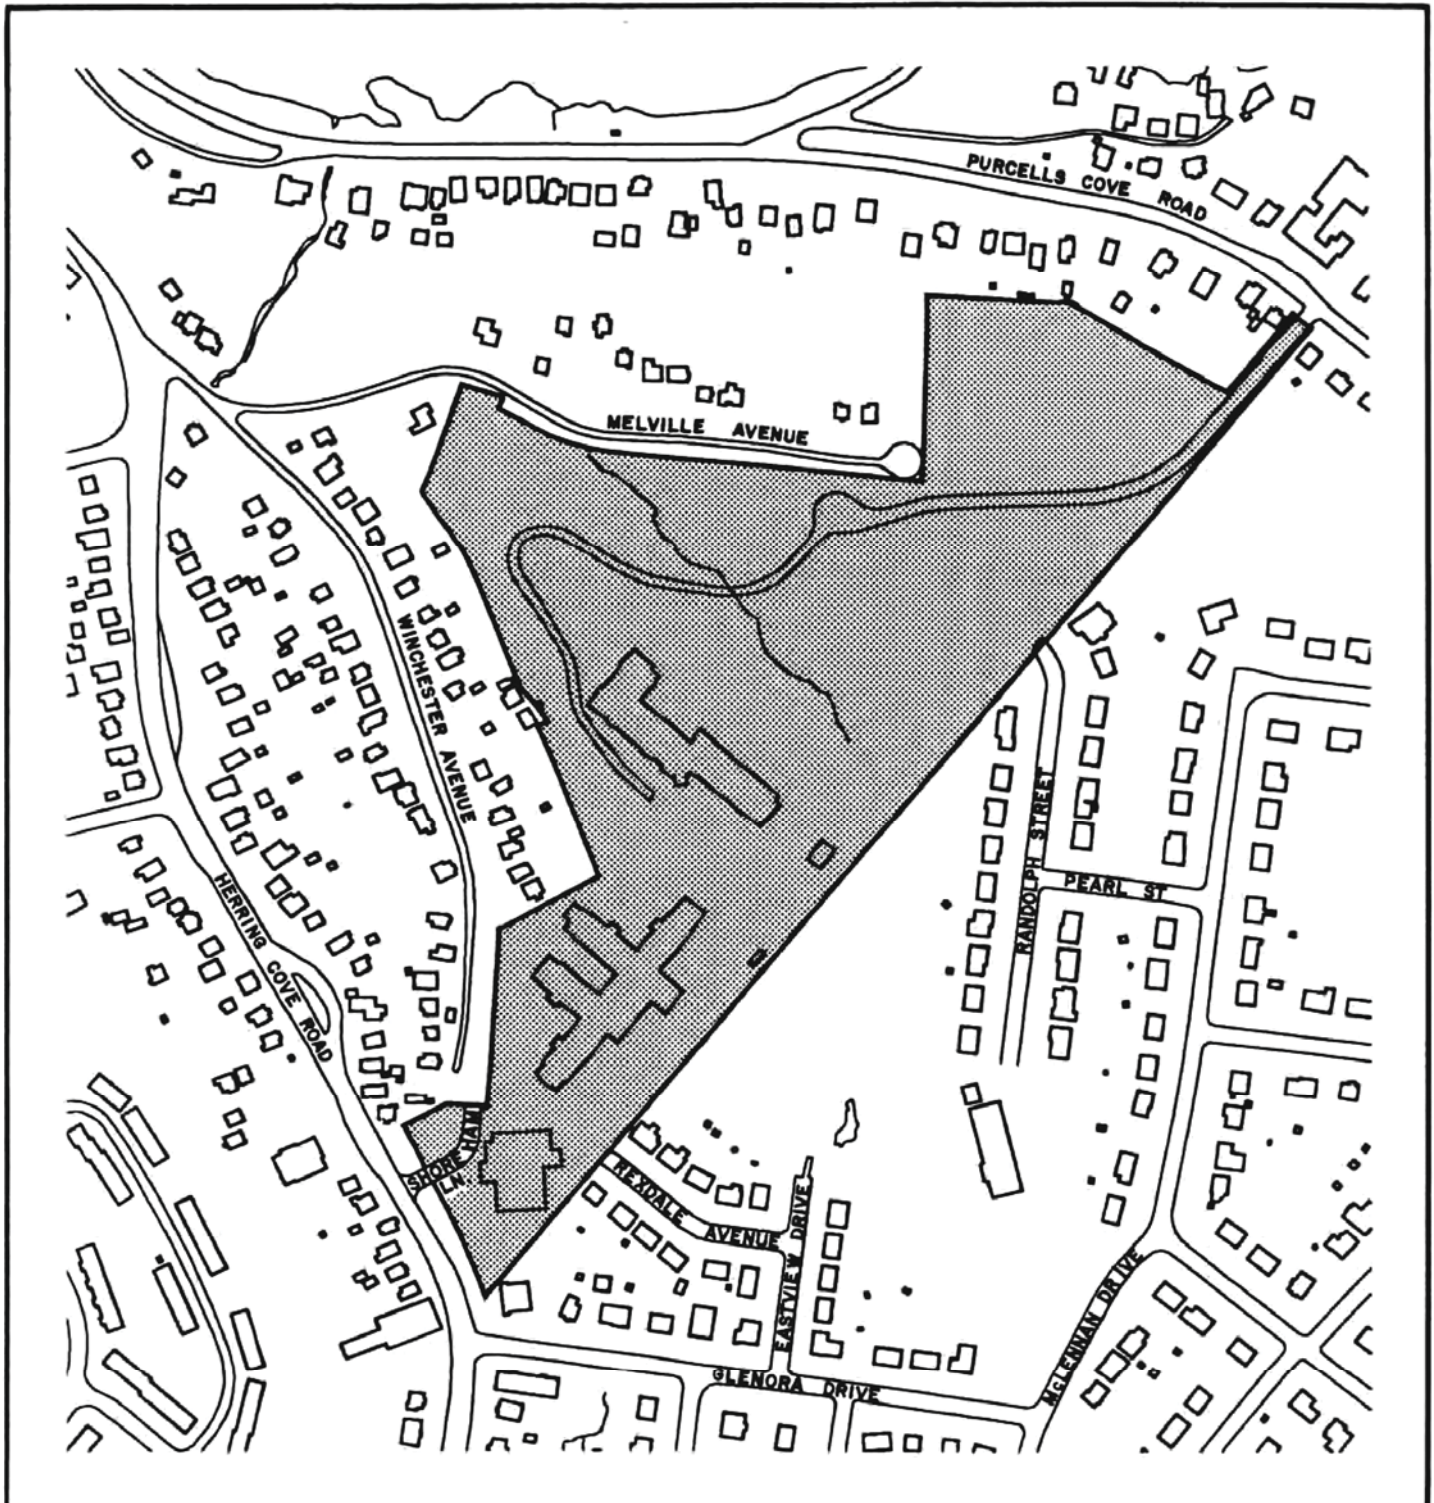 PURCELLS COVE ROAD
MELVILLE AVENUE
WINCHESTER AVENUE
HERRING COVE ROAD
RANDOLPH STREET
PEARL ST
SHOREHAM
LN.
REXDALE AVENUE
EASTVIEW DRIVE
McLENNAN DRIVE
GLENORA DRIVE